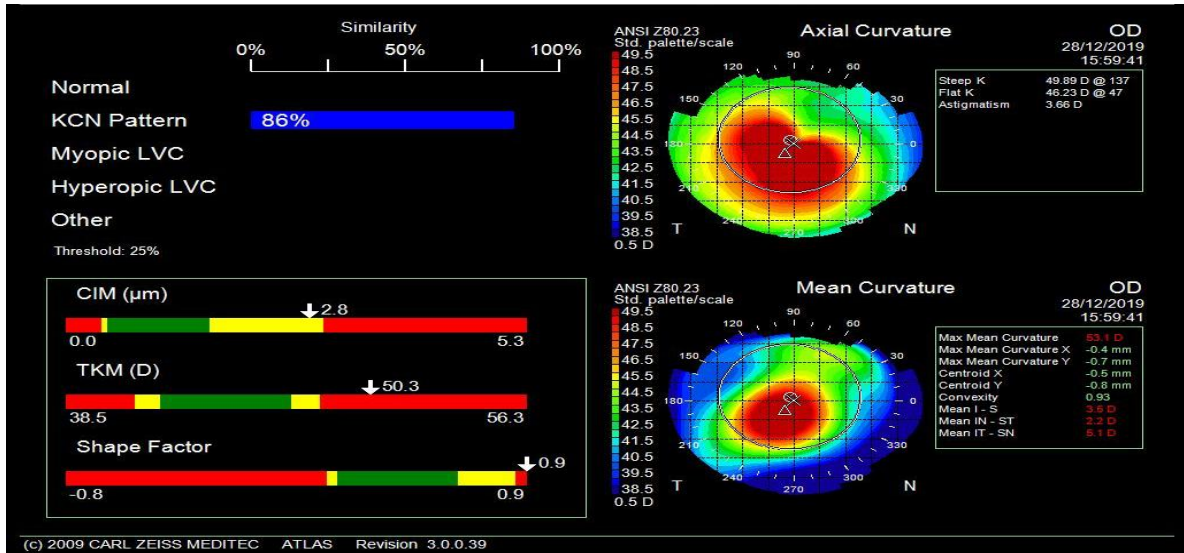 Similarity
0% 50% 100%
Normal
KCN Pattern 86%
Myopic LVC
Hyperopic LVC
Other
Threshold: 25%
CIM (µm)
2.8
0.0 5.3
TKM (D)
50.3
38.5 56.3
Shape Factor
0.9
-0.8 0.9
ANSI Z80.23
Std. palette/scale
Axial Curvature
OD
28/12/2019
15:59:41
49.5
48.5
47.5
46.5
45.5
44.5
43.5
42.5
41.5
40.5
39.5
38.5
0.5 D
120 90 60
150 30
180 0
210 330
240 270 300
T N
Steep K 49.89 D @ 137
Flat K 46.23 D @ 47
Astigmatism 3.66 D
ANSI Z80.23
Std. palette/scale
Mean Curvature
OD
28/12/2019
15:59:41
49.5
48.5
47.5
46.5
45.5
44.5
43.5
42.5
41.5
40.5
39.5
38.5
0.5 D
120 90 60
150 30
180 0
210 330
240 270 300
T N
Max Mean Curvature 53.1 D
Max Mean Curvature X -0.4 mm
Max Mean Curvature Y -0.7 mm
Centroid X -0.5 mm
Centroid Y -0.8 mm
Convexity 0.93
Mean I - S 3.6 D
Mean IN - ST 2.2 D
Mean IT - SN 5.1 D
(c) 2009 CARL ZEISS MEDITEC ATLAS Revision 3.0.0.39